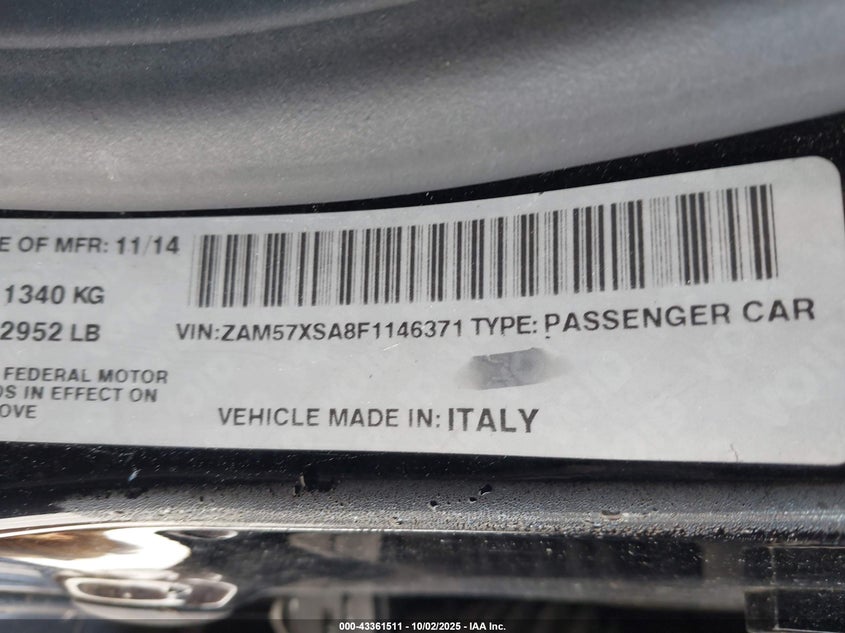 E OF MFR: 11/14
1340 KG
2952 LB
VIN:ZAM57XSA8F1146371 TYPE: PASSENGER CAR
FEDERAL MOTOR
OS IN EFFECT ON
OVE
VEHICLE MADE IN: ITALY
000-43361511 - 10/02/2025 - IAA Inc.